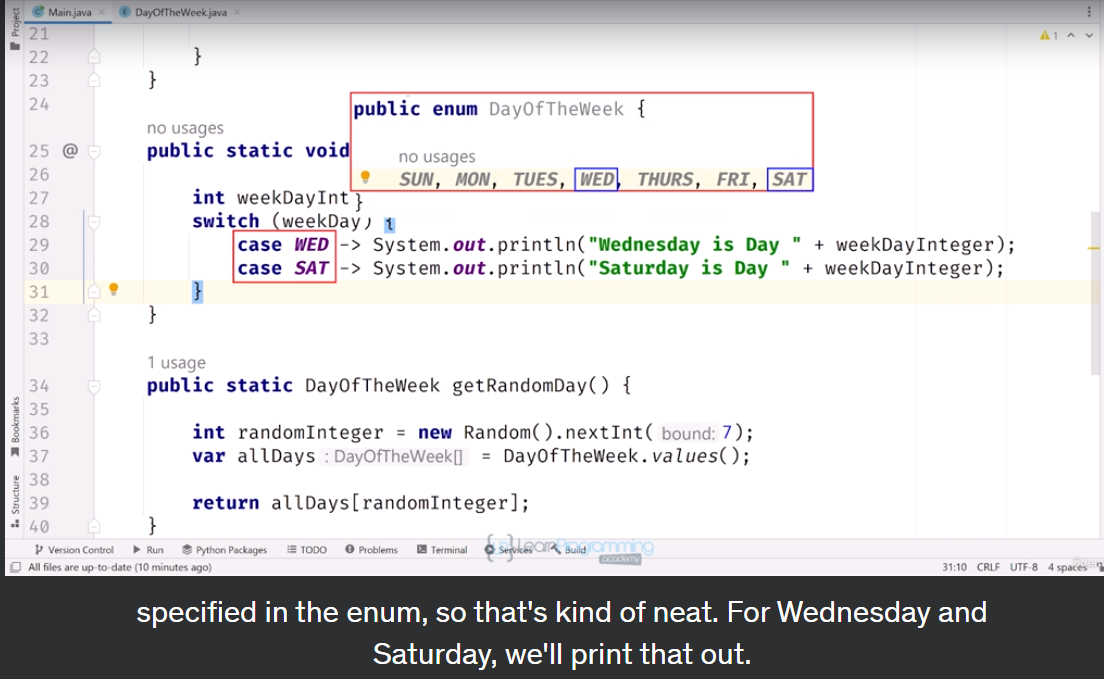 Project
Main.java
DayOfTheWeek.java
21
22 }
23 }
24
public enum DayOfTheWeek {
no usages
SUN, MON, TUES, WED, THURS, FRI, SAT
}
no usages
25 @ public static void
26
27 int weekDayInt
28 switch (weekDay) {
29 case WED -> System.out.println("Wednesday is Day " + weekDayInteger);
30 case SAT -> System.out.println("Saturday is Day " + weekDayInteger);
31 }
32 }
33
1 usage
34 public static DayOfTheWeek getRandomDay() {
35
36 int randomInteger = new Random().nextInt( bound: 7);
37 var allDays : DayOfTheWeek[] = DayOfTheWeek.values();
38
39 return allDays[randomInteger];
40 }
1
Bookmarks
Structure
Version Control Run Python Packages TODO Problems Terminal Services Build
LearnProgramming
academy
All files are up-to-date (10 minutes ago) 31:10 CRLF UTF-8 4 spaces
specified in the enum, so that's kind of neat. For Wednesday and
Saturday, we'll print that out.